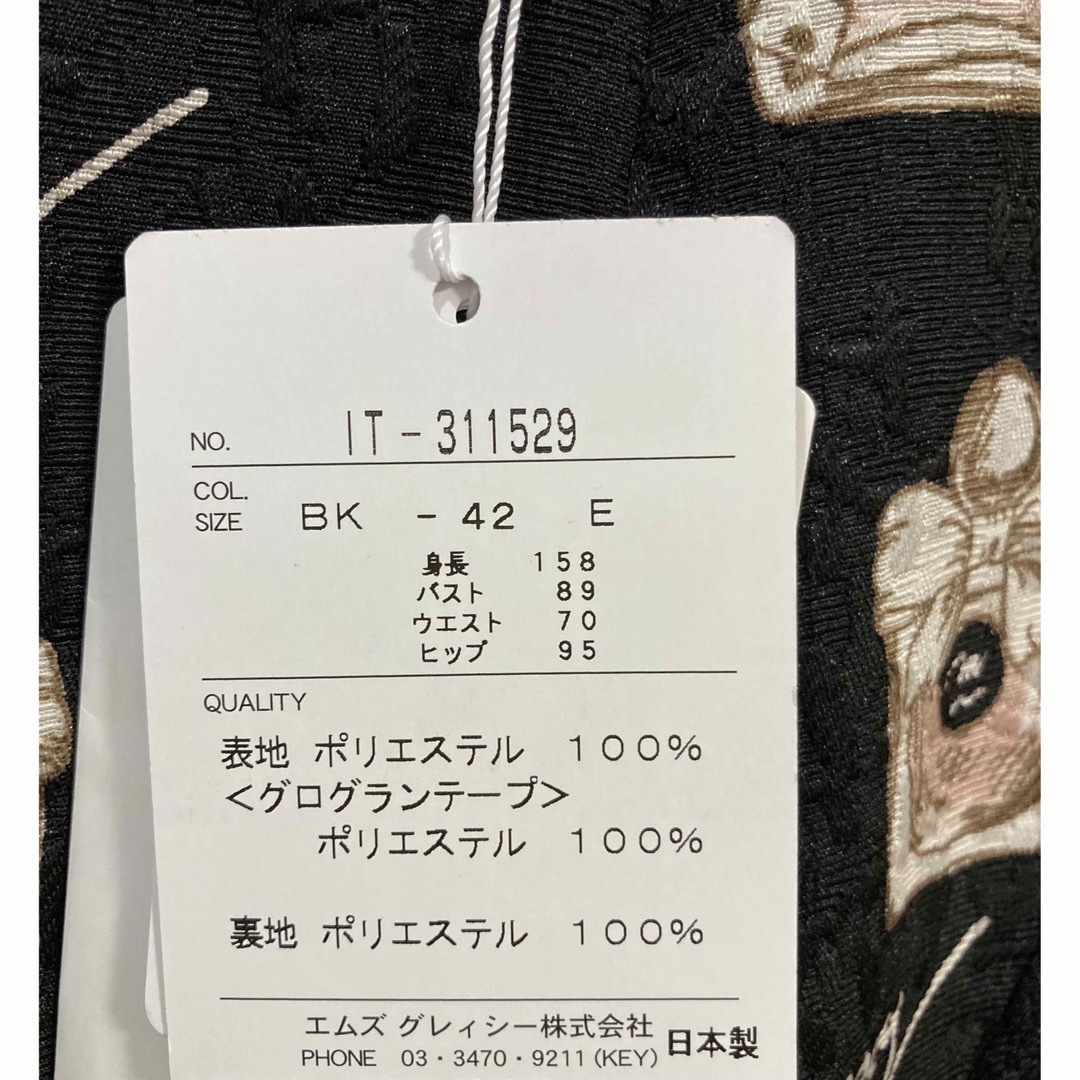 NO. IT-311529
COL.
SIZE BK - 42 E
身長 158
バスト 89
ウエスト 70
ヒップ 95
QUALITY
表地 ポリエステル 100%
<グログランテープ>
ポリエステル 100%
裏地 ポリエステル 100%
エムズ グレィシー株式会社
PHONE 03・3470・9211(KEY) 日本製